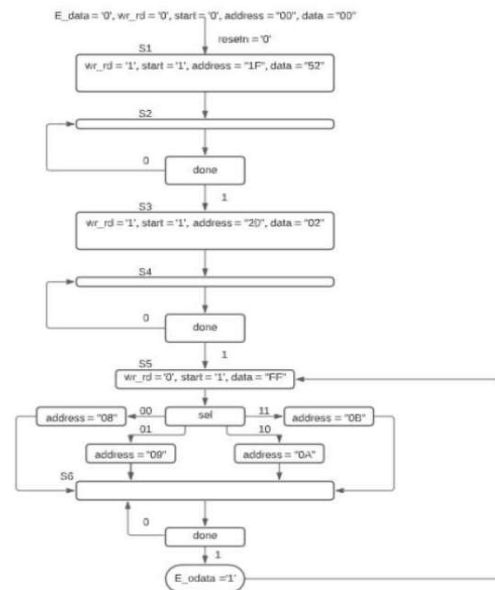 E_data = '0', wr_rd = '0', start = '0', address = "00", data = "00"
resetn = '0'
S1
wr_rd = '1', start = '1', address = "1F", data = "52"
S2
0
done
1
S3
wr_rd = '1', start = '1', address = "20", data = "02"
S4
0
done
1
S5
wr_rd = '0', start = '1', data = "FF"
address = "08"
00
sel
11
address = "0B"
01
10
address = "09"
address = "0A"
S6
0
done
1
E_odata ='1'